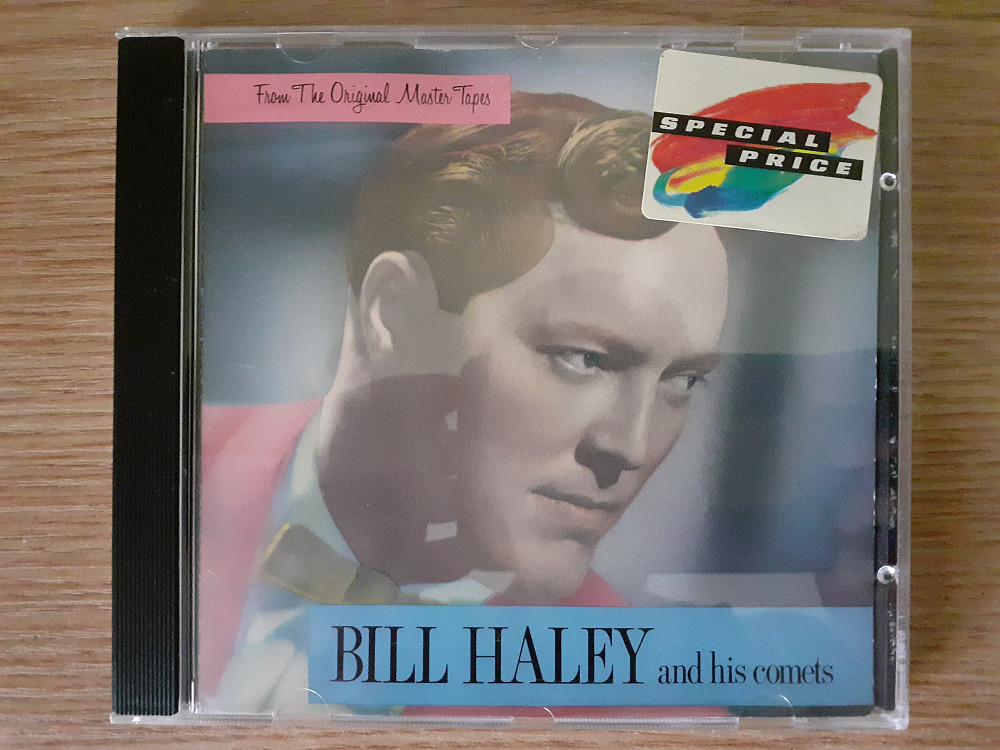 From The Original Master Tapes
SPECIAL
PRICE
BILL HALEY and his comets